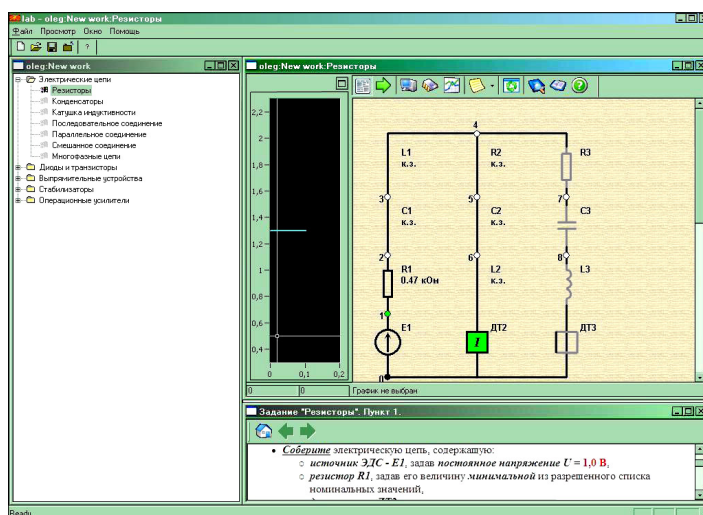 lab - oleg:New work:Резисторы
Файл Просмотр Окно Помощь
?
oleg:New work
Электрические цепи
Резисторы
Конденсаторы
Катушка индуктивности
Последовательное соединение
Параллельное соединение
Смешанное соединение
Многофазные цепи
Диоды и транзисторы
Выпрямительные устройства
Стабилизаторы
Операционные усилители
oleg:New work:Резисторы
2,2
2
1,8
1,6
1,4
1,2
1
0,8
0,6
0,4
0 0,1 0,2
4
L1 R2 R3
к.з. к.з.
3 5 7
C1 C2 C3
к.з. к.з.
2 6 8
R1 L2 L3
0.47 кОм к.з.
1
E1 ДТ2 ДТ3
I
0
0 0 График не выбран
Задание "Резисторы". Пункт 1.
Соберите электрическую цепь, содержащую:
источник ЭДС - E1, задав постоянное напряжение U = 1,0 В,
резистор R1, задав его величину минимальной из разрешенного списка
номинальных значений,
Ready